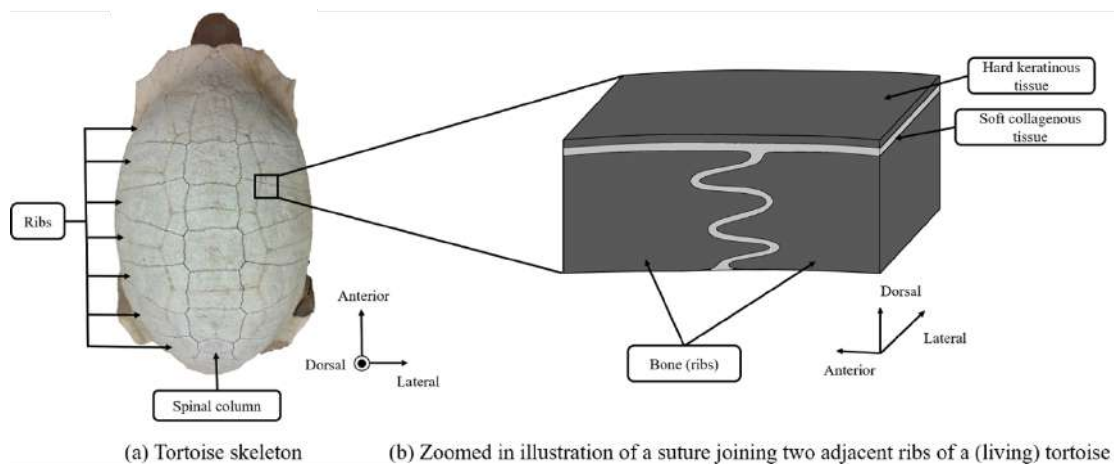 Hard keratinous
tissue
Soft collagenous
tissue
Ribs
Anterior
Dorsal
Lateral
Spinal column
Dorsal
Lateral
Anterior
Bone (ribs)
(a) Tortoise skeleton
(b) Zoomed in illustration of a suture joining two adjacent ribs of a (living) tortoise